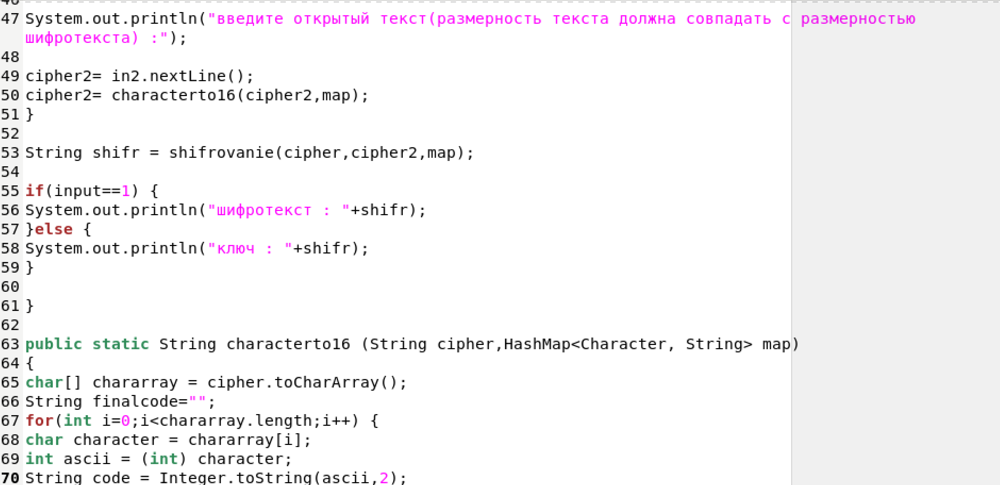 47 System.out.println("введите открытый текст(размерность текста должна совпадать с размерностью
шифротекста) :");
48
49 cipher2= in2.nextLine();
50 cipher2= characterto16(cipher2,map);
51 }
52
53 String shifr = shifrovanie(cipher,cipher2,map);
54
55 if(input==1) {
56 System.out.println("шифротекст : "+shifr);
57 }else {
58 System.out.println("ключ : "+shifr);
59 }
60
61 }
62
63 public static String characterto16 (String cipher,HashMap<Character, String> map)
64 {
65 char[] chararray = cipher.toCharArray();
66 String finalcode="";
67 for(int i=0;i<chararray.length;i++) {
68 char character = chararray[i];
69 int ascii = (int) character;
70 String code = Integer.toString(ascii,2);